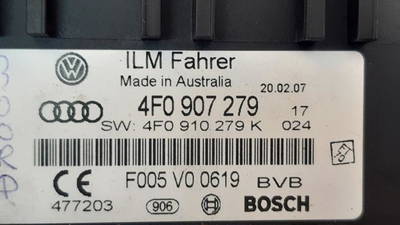 ILM Fahrer
Made in Australia
20.02.07
4F0 907 279 17
SW: 4F0 910 279 K 024
F005 V0 0619 BVB
CE
477203 906 BOSCH